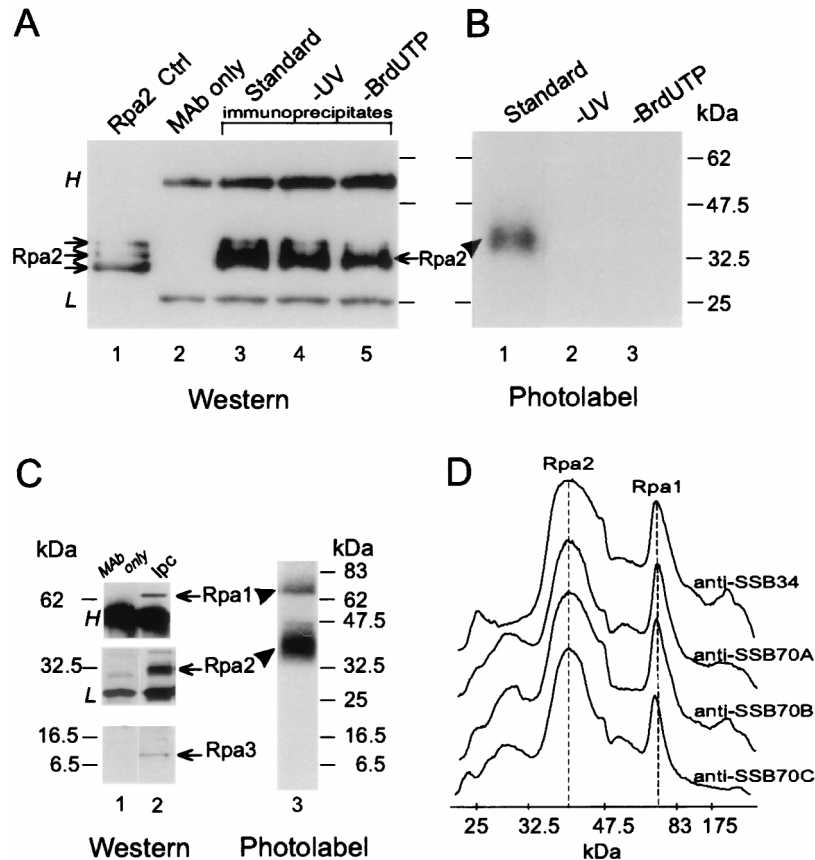 A
B
Rpa2 Ctrl
MAb only
Standard
-UV
-BrdUTP
immunoprecipitates
Standard
-UV
-BrdUTP
kDa
H
Rpa2
L
Rpa2
62
47.5
32.5
25
1 2 3 4 5
1 2 3
Western
Photolabel
C
D
kDa
MAb only
Ipc
kDa
62
H
Rpa1
32.5
L
Rpa2
16.5
6.5
Rpa3
83
62
47.5
32.5
25
16.5
6.5
1 2
3
Western
Photolabel
Rpa2
Rpa1
anti-SSB34
anti-SSB70A
anti-SSB70B
anti-SSB70C
25 32.5 47.5 83 175
kDa